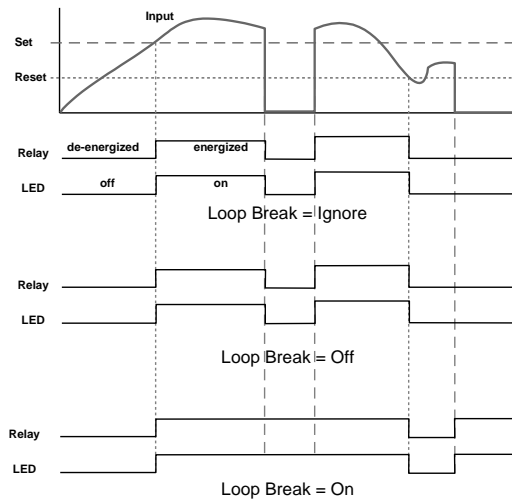 Input
Set
Reset
Relay de-energized energized
LED off on
Loop Break = Ignore
Relay
LED
Loop Break = Off
Relay
LED
Loop Break = On